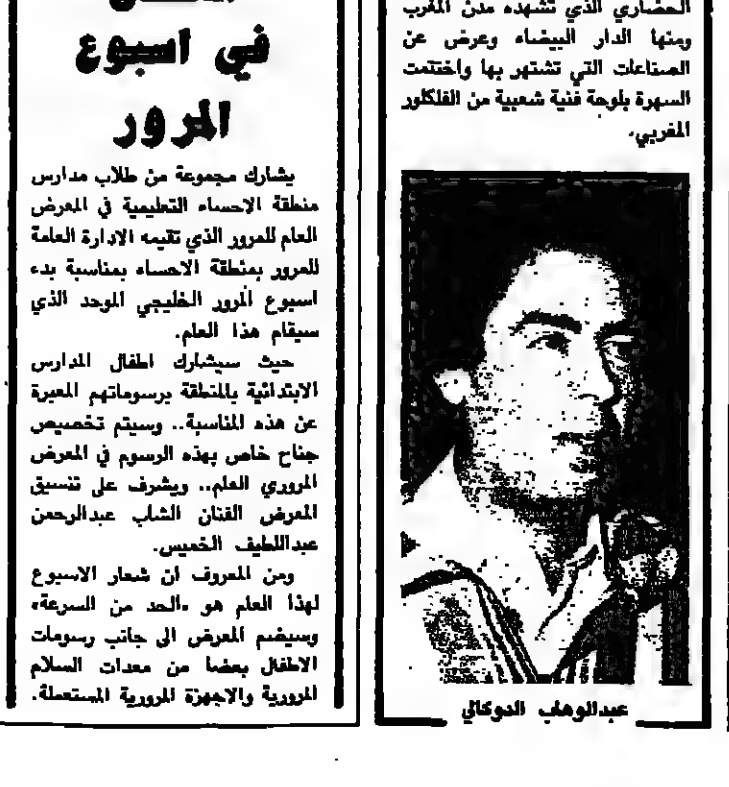 الحضاري الذي تشهده مدن المغرب
ومنها الدار البيضاء وعرض عن
الصناعات التي تشتهر بها واختتمت
السهرة بلوحة فنية شعبية من الفلكلور
المغربي.
عبدالوهاب الدوكالي
في اسبوع
المرور
يشارك مجموعة من طلاب مدارس
منطقة الاحساء التعليمية في المعرض
العام للمرور الذي تقيمه الادارة العامة
للمرور بمنطقة الاحساء بمناسبة بدء
اسبوع المرور الخليجي الموحد الذي
سيقام هذا العام.
حيث سيشارك اطفال المدارس
الابتدائية بالمنطقة برسوماتهم المعبرة
عن هذه المناسبة.. وسيتم تخصيص
جناح خاص بهذه الرسوم في المعرض
المروري العام.. ويشرف على تنسيق
المعرض الفنان الشاب عبدالرحمن
عبداللطيف الخميس.
ومن المعروف ان شعار الاسبوع
لهذا العام هو «الحد من السرعة»
وسيضم المعرض الى جانب رسومات
الاطفال بعضا من معدات السلام
المرورية والاجهزة المرورية المستعملة.